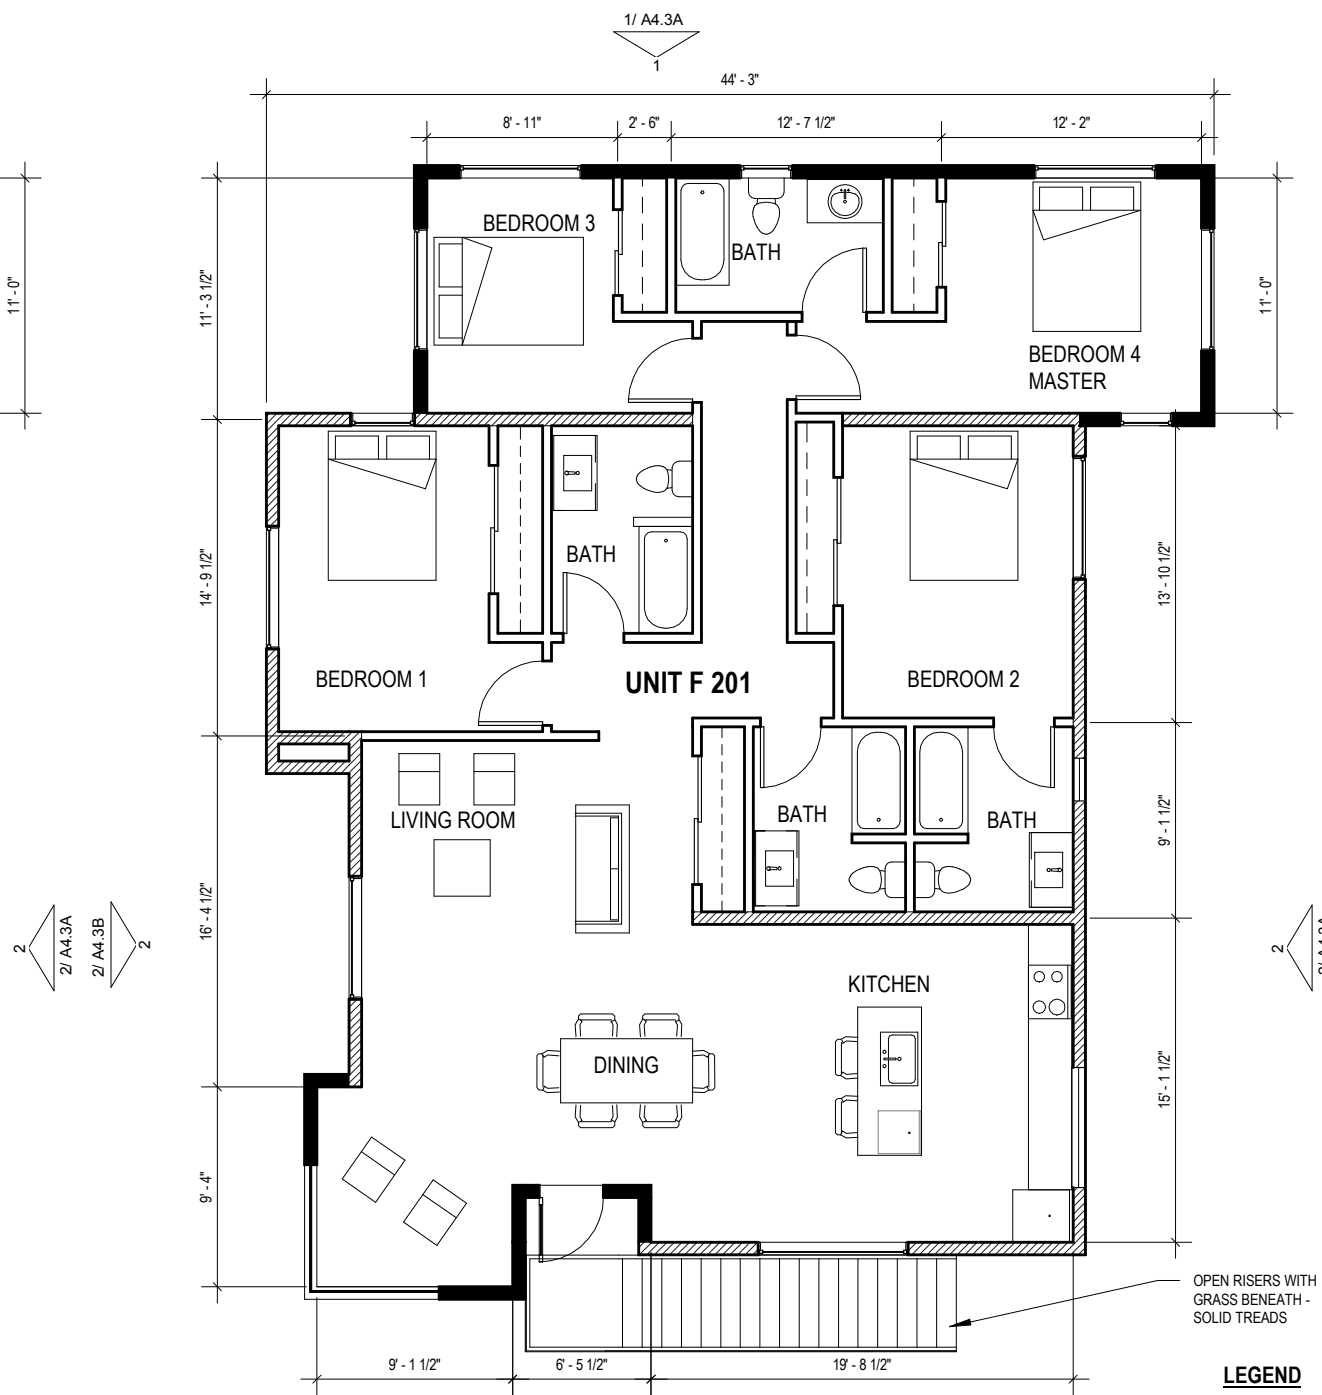 1/ A4.3A
1
44' - 3"
8' - 11"
2' - 6"
12' - 7 1/2"
12' - 2"
11' - 0"
11' - 3 1/2"
BEDROOM 3
BATH
BEDROOM 4
MASTER
11' - 0"
14' - 9 1/2"
BATH
BEDROOM 1
UNIT F 201
BEDROOM 2
13' - 10 1/2"
LIVING ROOM
BATH
BATH
9' - 1 1/2"
16' - 4 1/2"
2
2/ A4.3A
2/ A4.3B
2
2
KITCHEN
DINING
15' - 1 1/2"
9' - 4"
OPEN RISERS WITH
GRASS BENEATH -
SOLID TREADS
9' - 1 1/2"
6' - 5 1/2"
19' - 8 1/2"
LEGEND